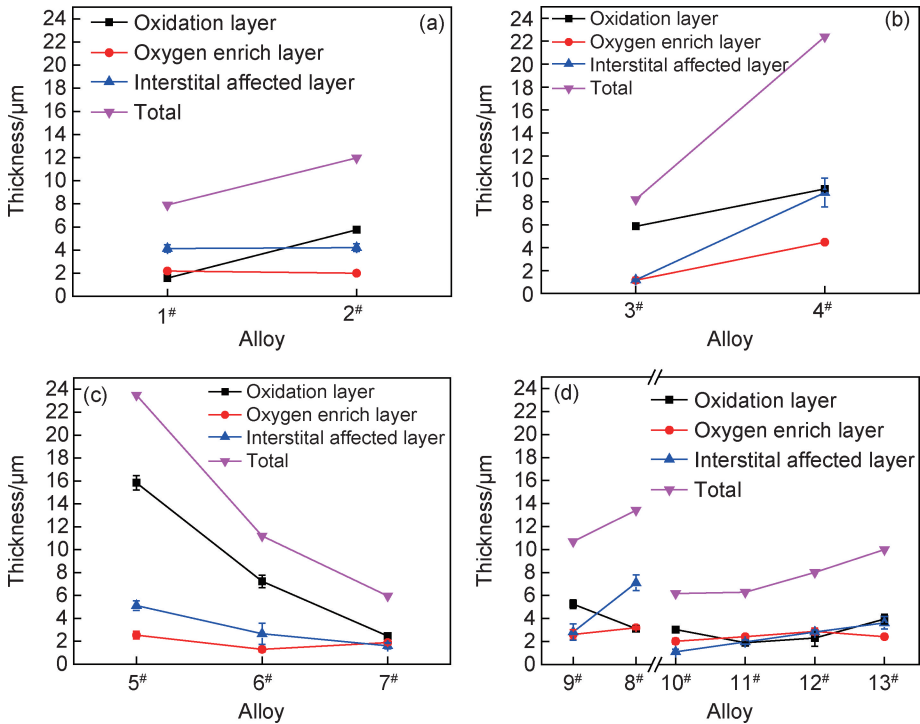 (a)
Oxidation layer
Oxygen enrich layer
Interstital affected layer
Total
24
22
20
18
16
14
12
10
8
6
4
2
0
Thickness/μm
1# 2#
Alloy
(b)
Oxidation layer
Oxygen enrich layer
Interstital affected layer
Total
24
22
20
18
16
14
12
10
8
6
4
2
0
Thickness/μm
3# 4#
Alloy
(c)
Oxidation layer
Oxygen enrich layer
Interstital affected layer
Total
24
22
20
18
16
14
12
10
8
6
4
2
0
Thickness/μm
5# 6# 7#
Alloy
(d)
Oxidation layer
Oxygen enrich layer
Interstital affected layer
Total
24
22
20
18
16
14
12
10
8
6
4
2
0
Thickness/μm
9# 8# 10# 11# 12# 13#
Alloy